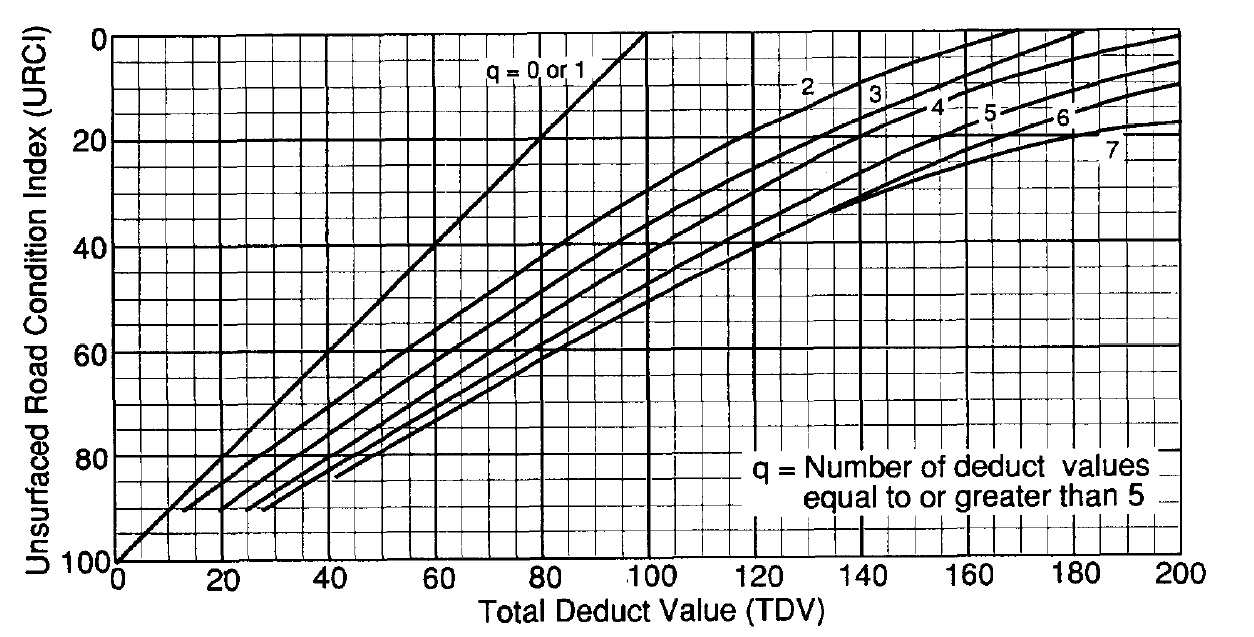 Unsurfaced Road Condition Index (URCI)
0
20
40
60
80
100
q = 0 or 1
2
3
4
5
6
7
q = Number of deduct values
equal to or greater than 5
0 20 40 60 80 100 120 140 160 180 200
Total Deduct Value (TDV)